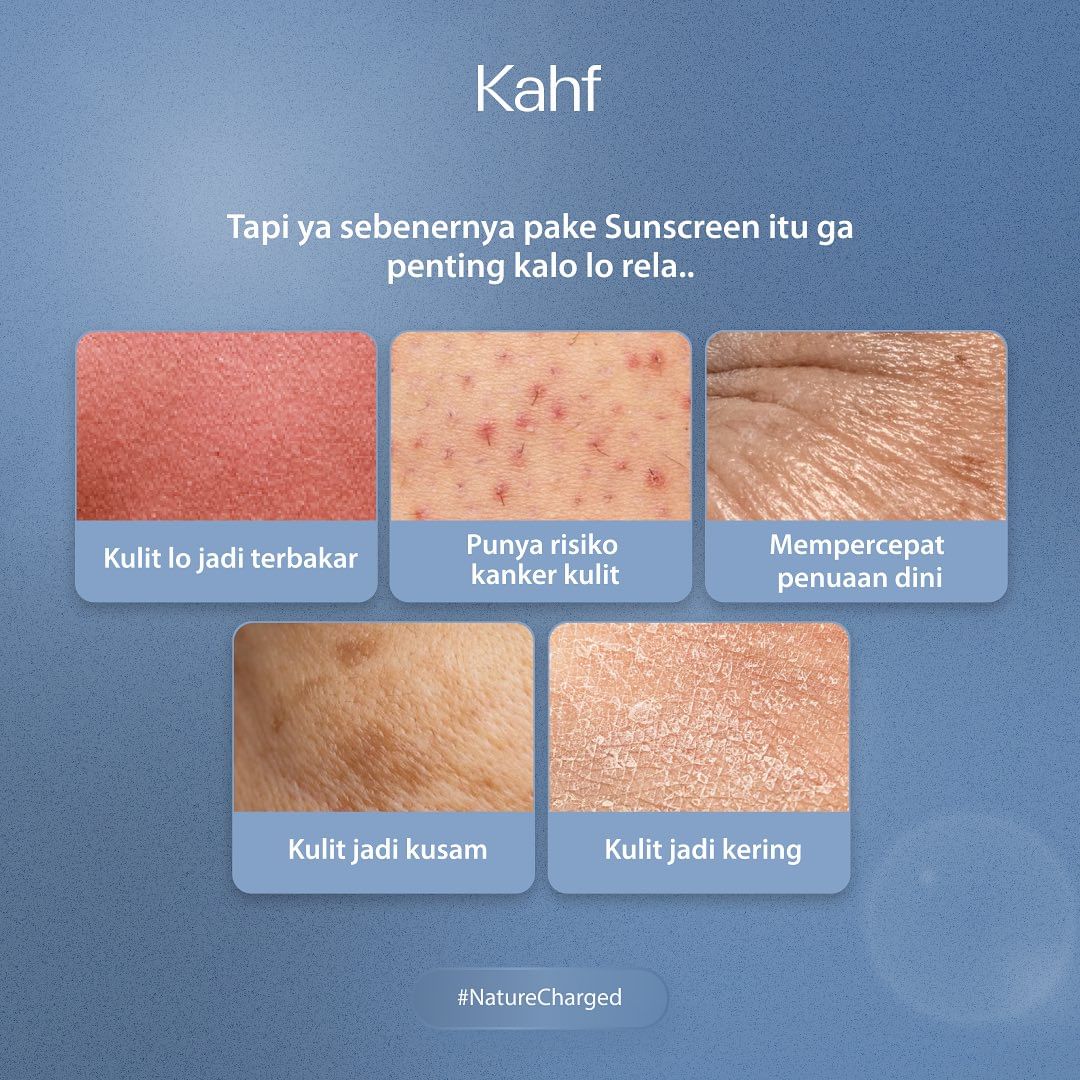 Kahf
Tapi ya sebenernya pake Sunscreen itu ga
penting kalo lo rela..
Kulit lo jadi terbakar
Punya risiko
kanker kulit
Mempercepat
penuaan dini
Kulit jadi kusam
Kulit jadi kering
#NatureCharged